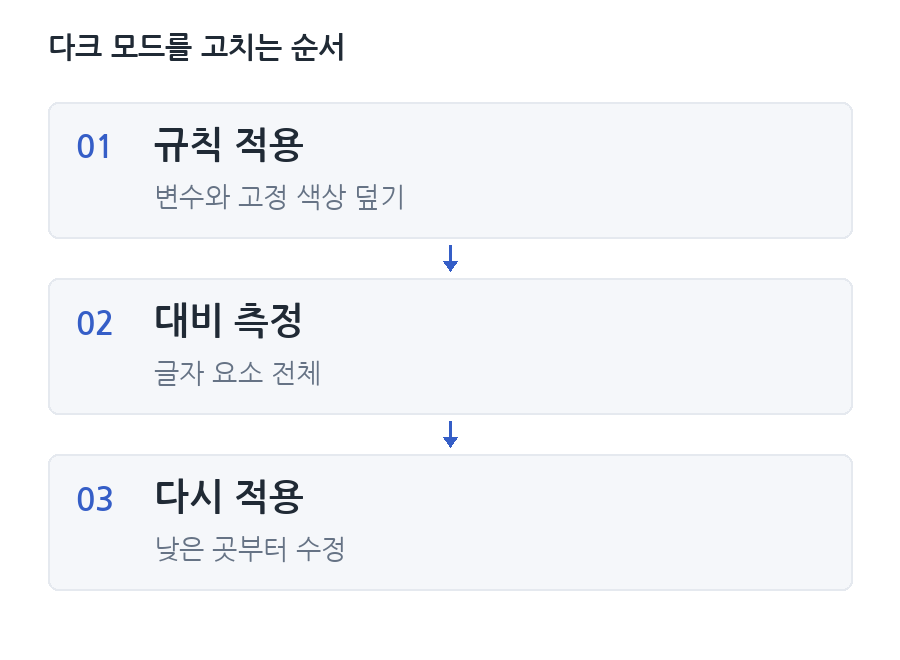 다크 모드를 고치는 순서
01 규칙 적용
변수와 고정 색상 덮기
02 대비 측정
글자 요소 전체
03 다시 적용
낮은 곳부터 수정